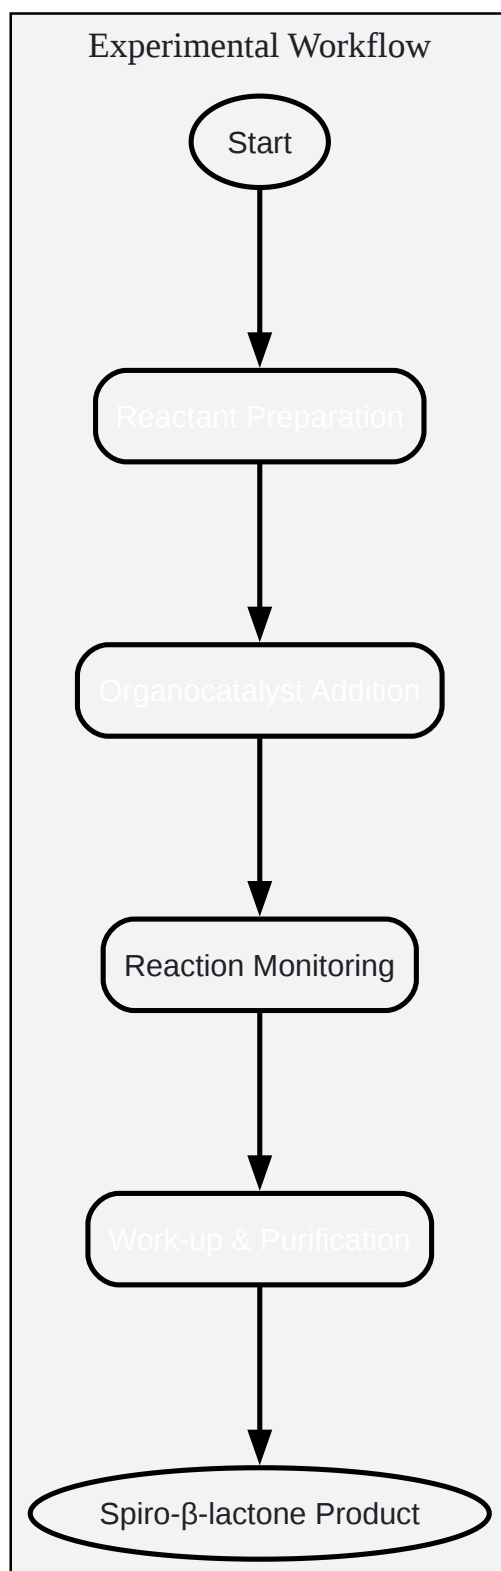 Experimental Workflow
Start
Reactant Preparation
Organocatalyst Addition
Reaction Monitoring
Work-up & Purification
Spiro-β-lactone Product